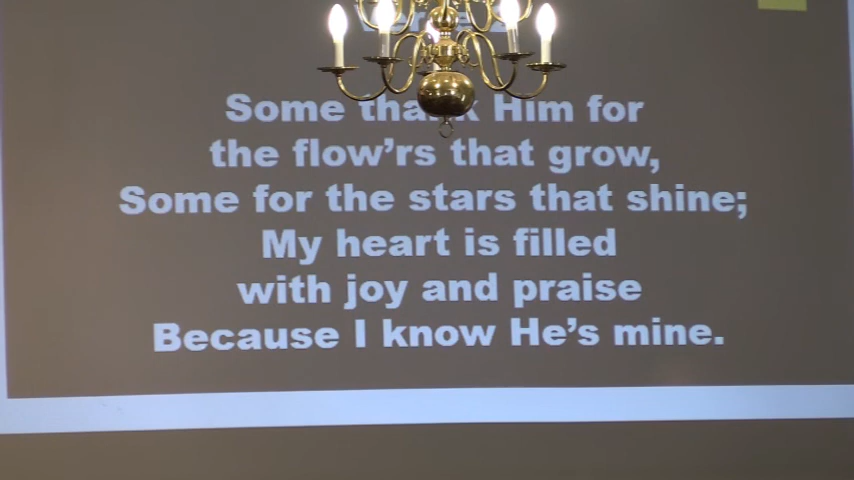 Some thank Him for
the flow’rs that grow,
Some for the stars that shine;
My heart is filled
with joy and praise
Because I know He’s mine.